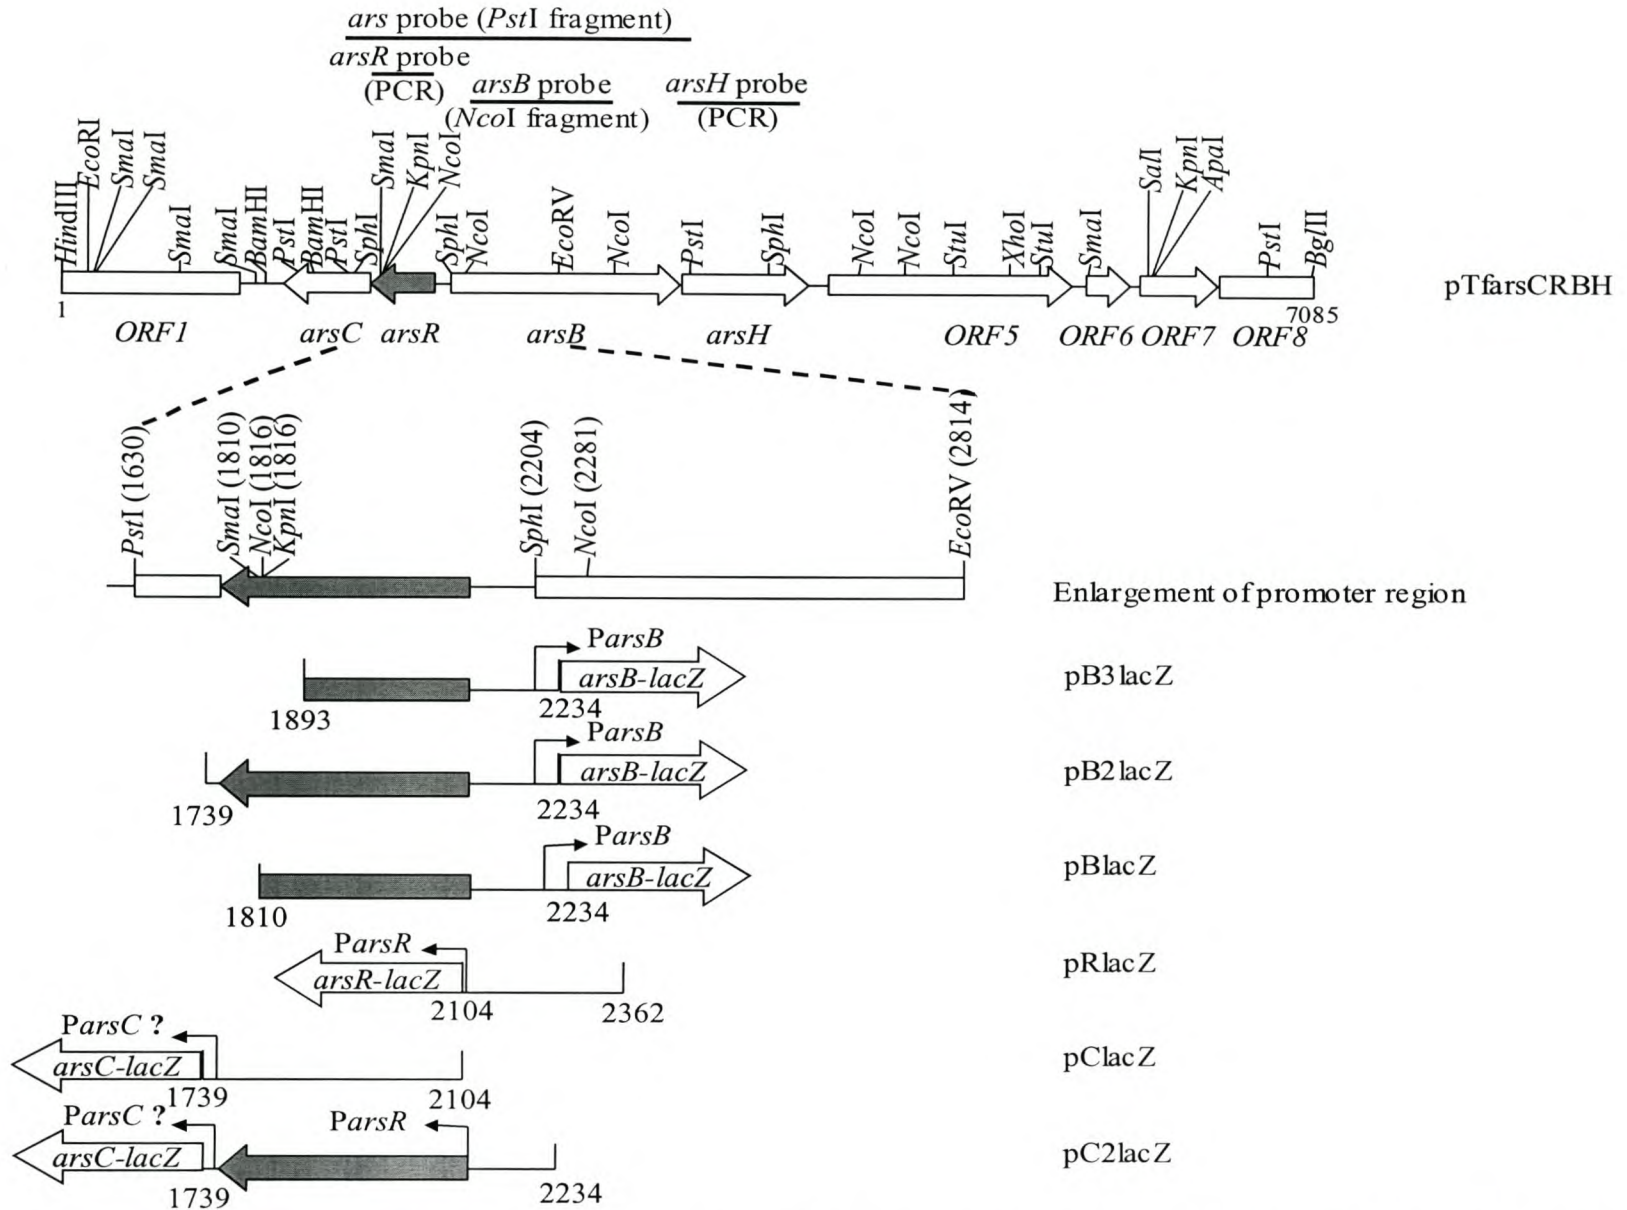 ars probe (PstI fragment)
arsR probe
(PCR)
arsB probe
(NcoI fragment)
arsH probe
(PCR)
HindIII
EcoRI
SmaI
SmaI
SmaI
SmaI
BamHI
PstI
BamHI
PstI
SphI
SmaI
KpnI
NcoI
SphI
NcoI
EcoRV
NcoI
PstI
SphI
NcoI
NcoI
StuI
XhoI
StuI
SmaI
SalI
KpnI
ApaI
PstI
BglII
pTfarsCRBH
1
7085
ORF1
arsC
arsR
arsB
arsH
ORF5
ORF6
ORF7
ORF8
PstI (1630)
SmaI (1810)
NcoI (1816)
KpnI (1816)
SphI (2204)
NcoI (2281)
EcoRV (2814)
Enlargement of promoter region
ParsB
arsB-lacZ
pB3lacZ
1893
2234
ParsB
arsB-lacZ
pB2lacZ
1739
2234
ParsB
arsB-lacZ
pBlacZ
1810
2234
ParsR
arsR-lacZ
pRlacZ
2104
2362
ParsC ?
arsC-lacZ
pClacZ
1739
2104
ParsC ?
ParsR
arsC-lacZ
pC2lacZ
1739
2234